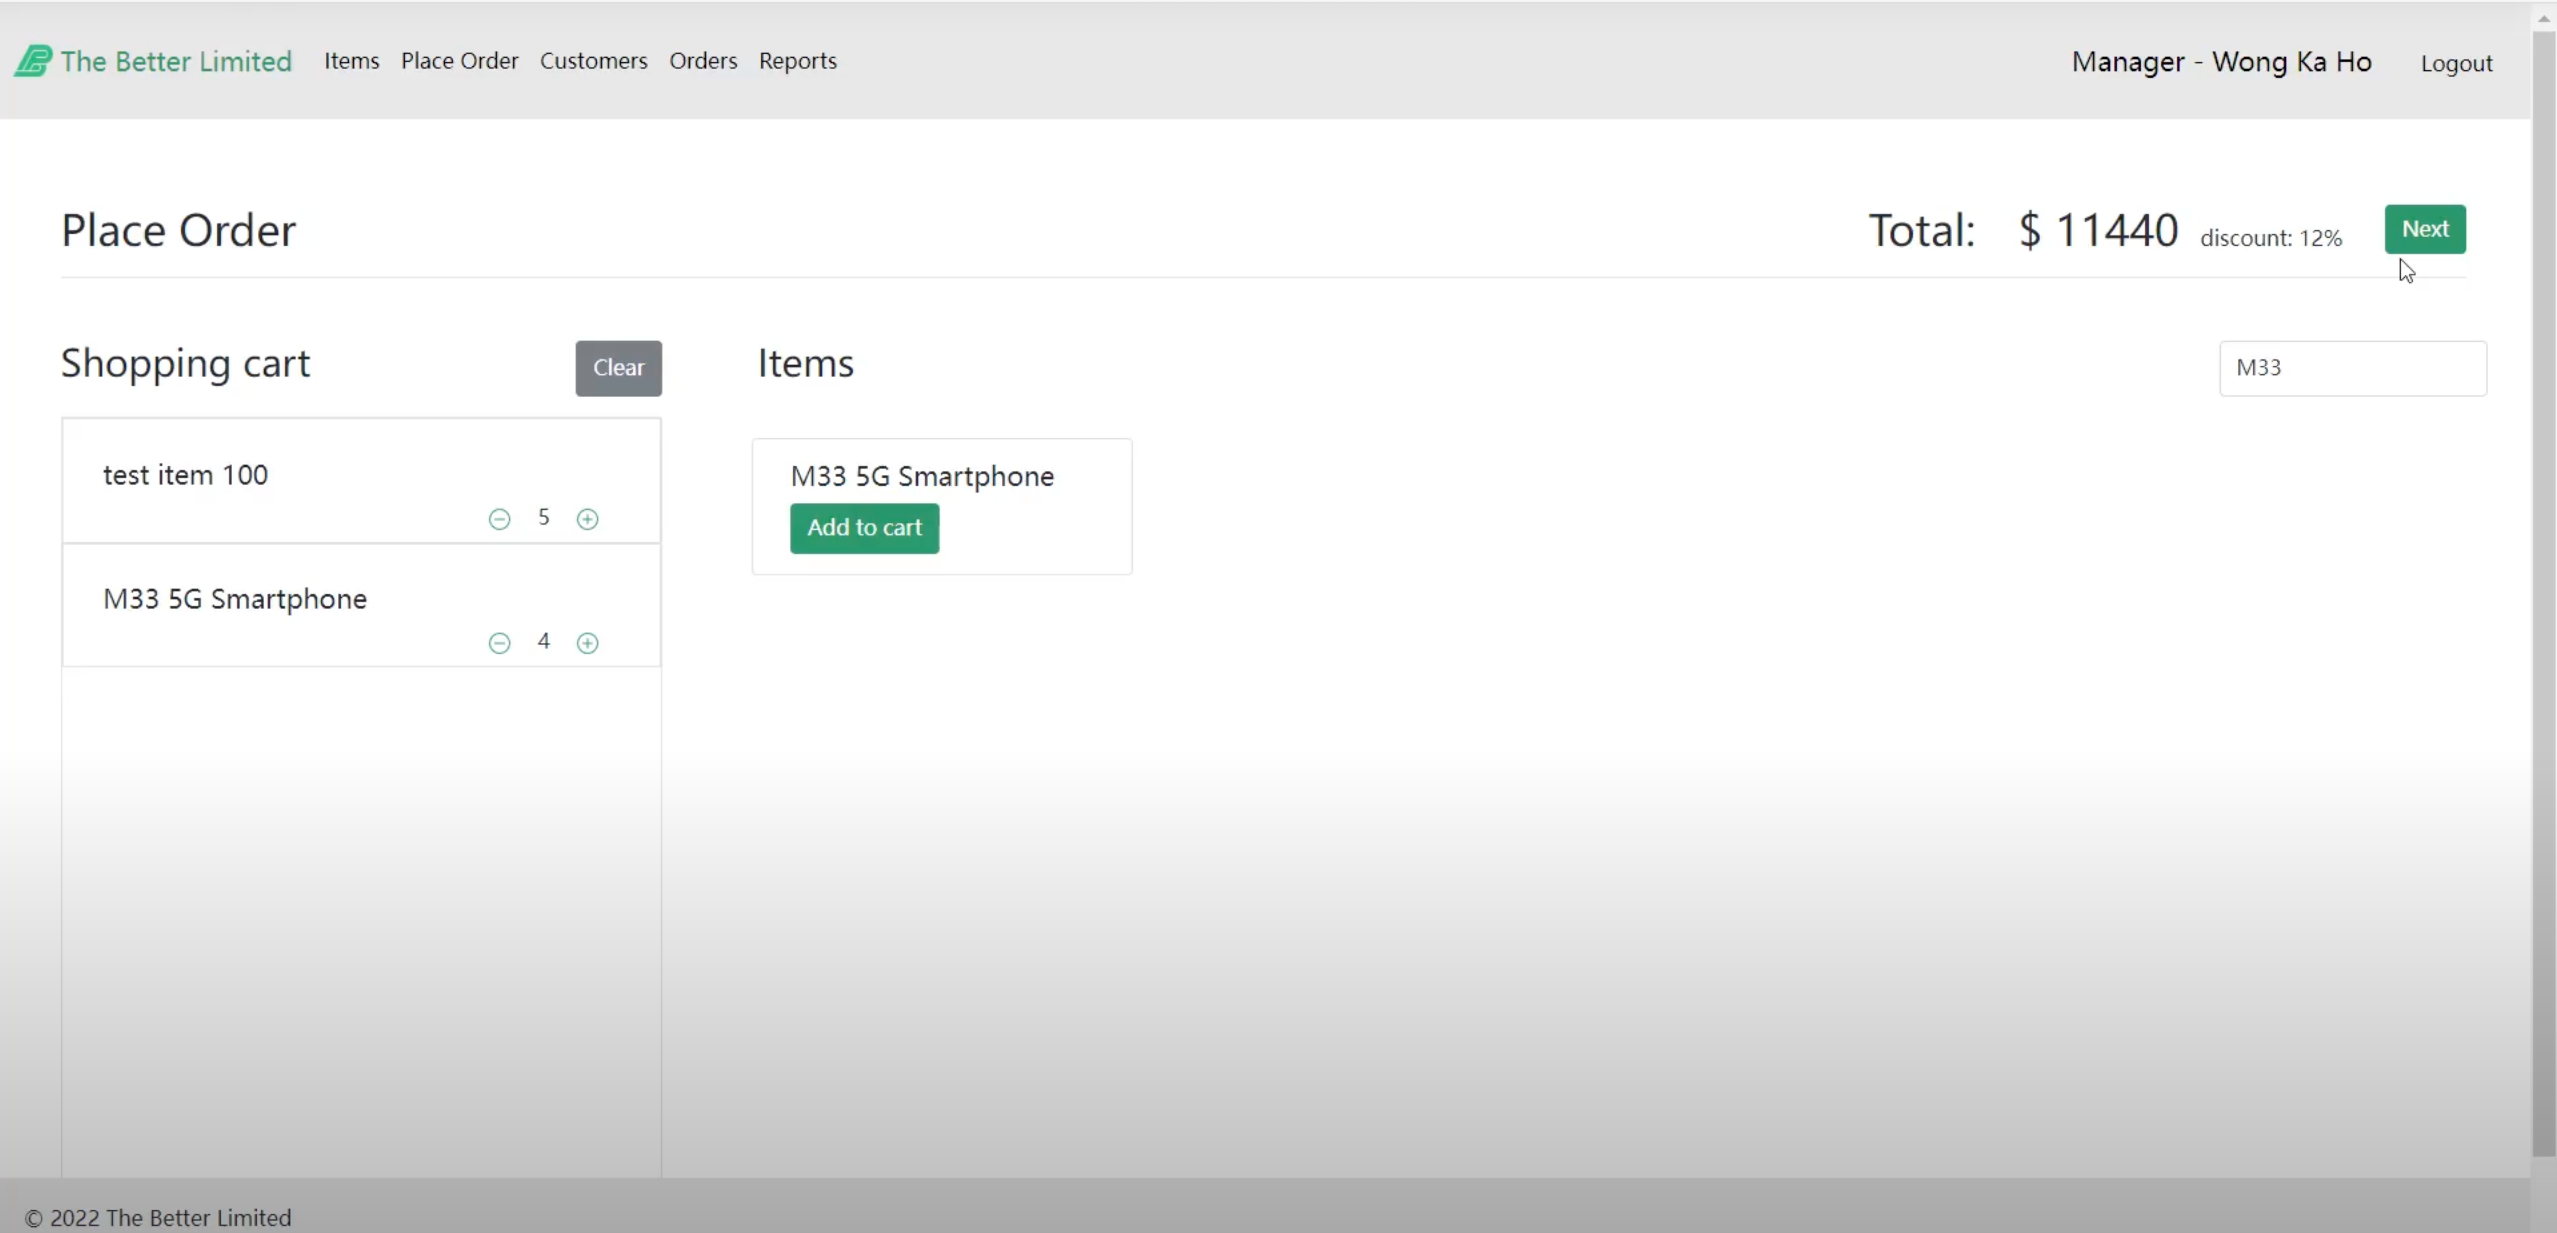 The Better Limited Items Place Order Customers Orders Reports Manager - Wong Ka Ho Logout
Place Order Total: $ 11440 discount: 12% Next
Shopping cart Clear Items M33
test item 100
5
M33 5G Smartphone
4
M33 5G Smartphone
Add to cart
© 2022 The Better Limited